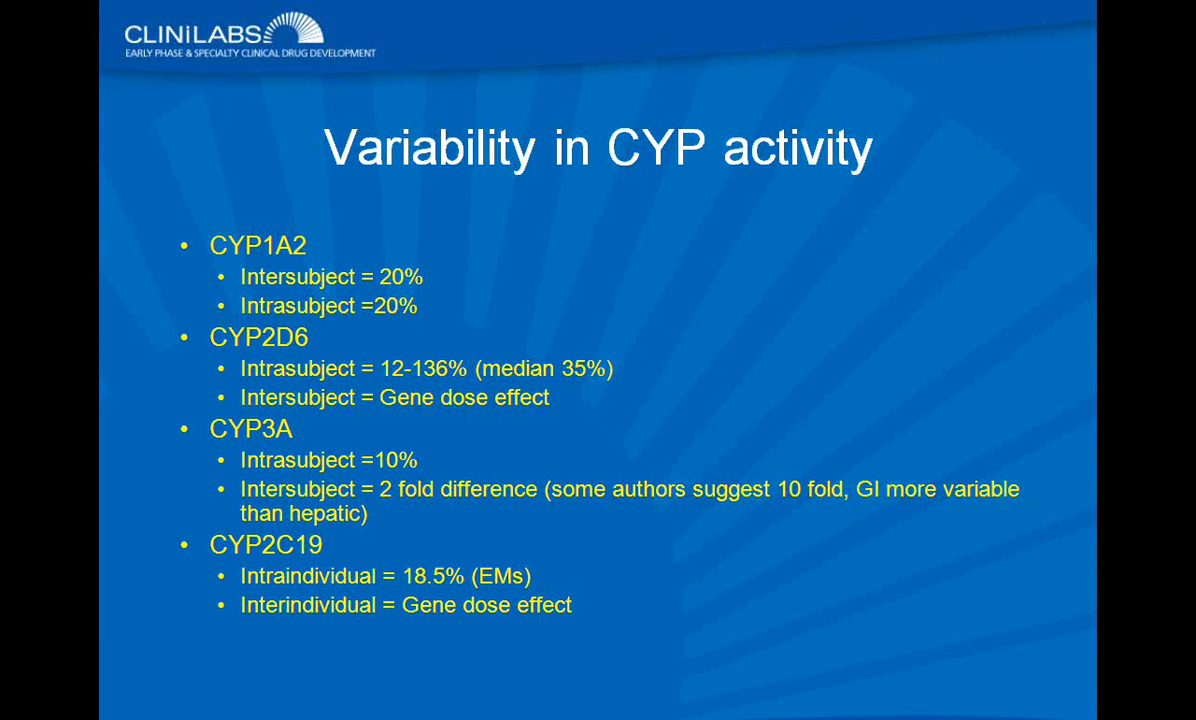 CLINiLABS
EARLY PHASE & SPECIALTY CLINICAL DRUG DEVELOPMENT
Variability in CYP activity
• CYP1A2
• Intersubject = 20%
• Intrasubject =20%
• CYP2D6
• Intrasubject = 12-136% (median 35%)
• Intersubject = Gene dose effect
• CYP3A
• Intrasubject =10%
• Intersubject = 2 fold difference (some authors suggest 10 fold, GI more variable
than hepatic)
• CYP2C19
• Intraindividual = 18.5% (EMs)
• Interindividual = Gene dose effect